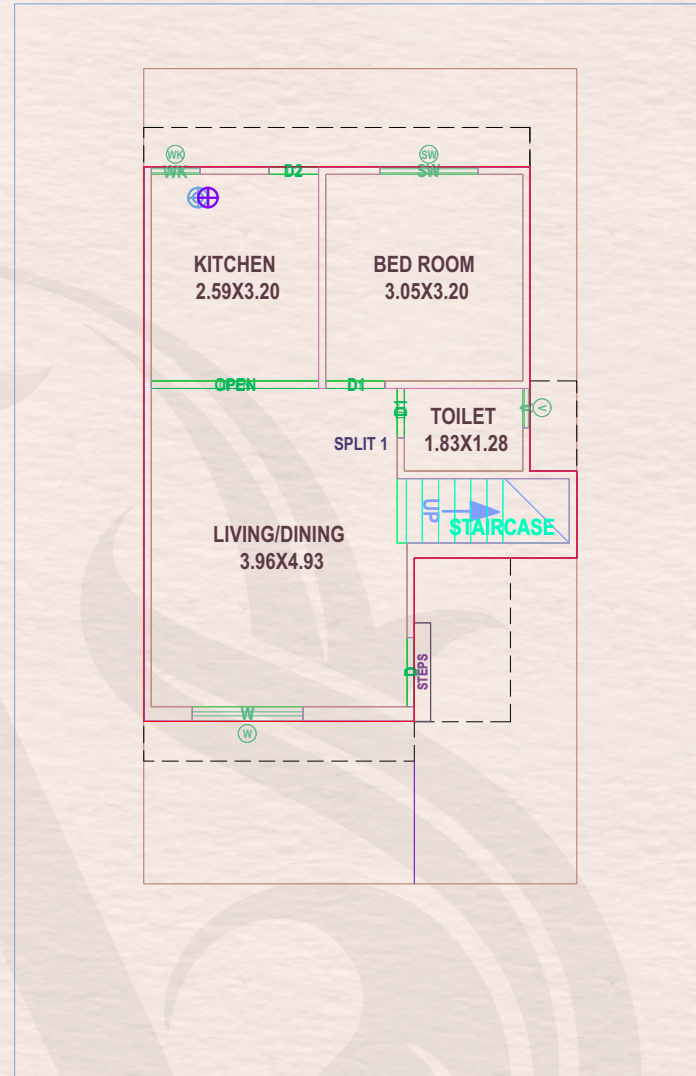 WK
SW
WK
D2
SW
KITCHEN
2.59X3.20
BED ROOM
3.05X3.20
OPEN
D1
D1
TOILET
1.83X1.28
V
V
SPLIT 1
UP
STAIRCASE
LIVING/DINING
3.96X4.93
D
STEPS
W
W